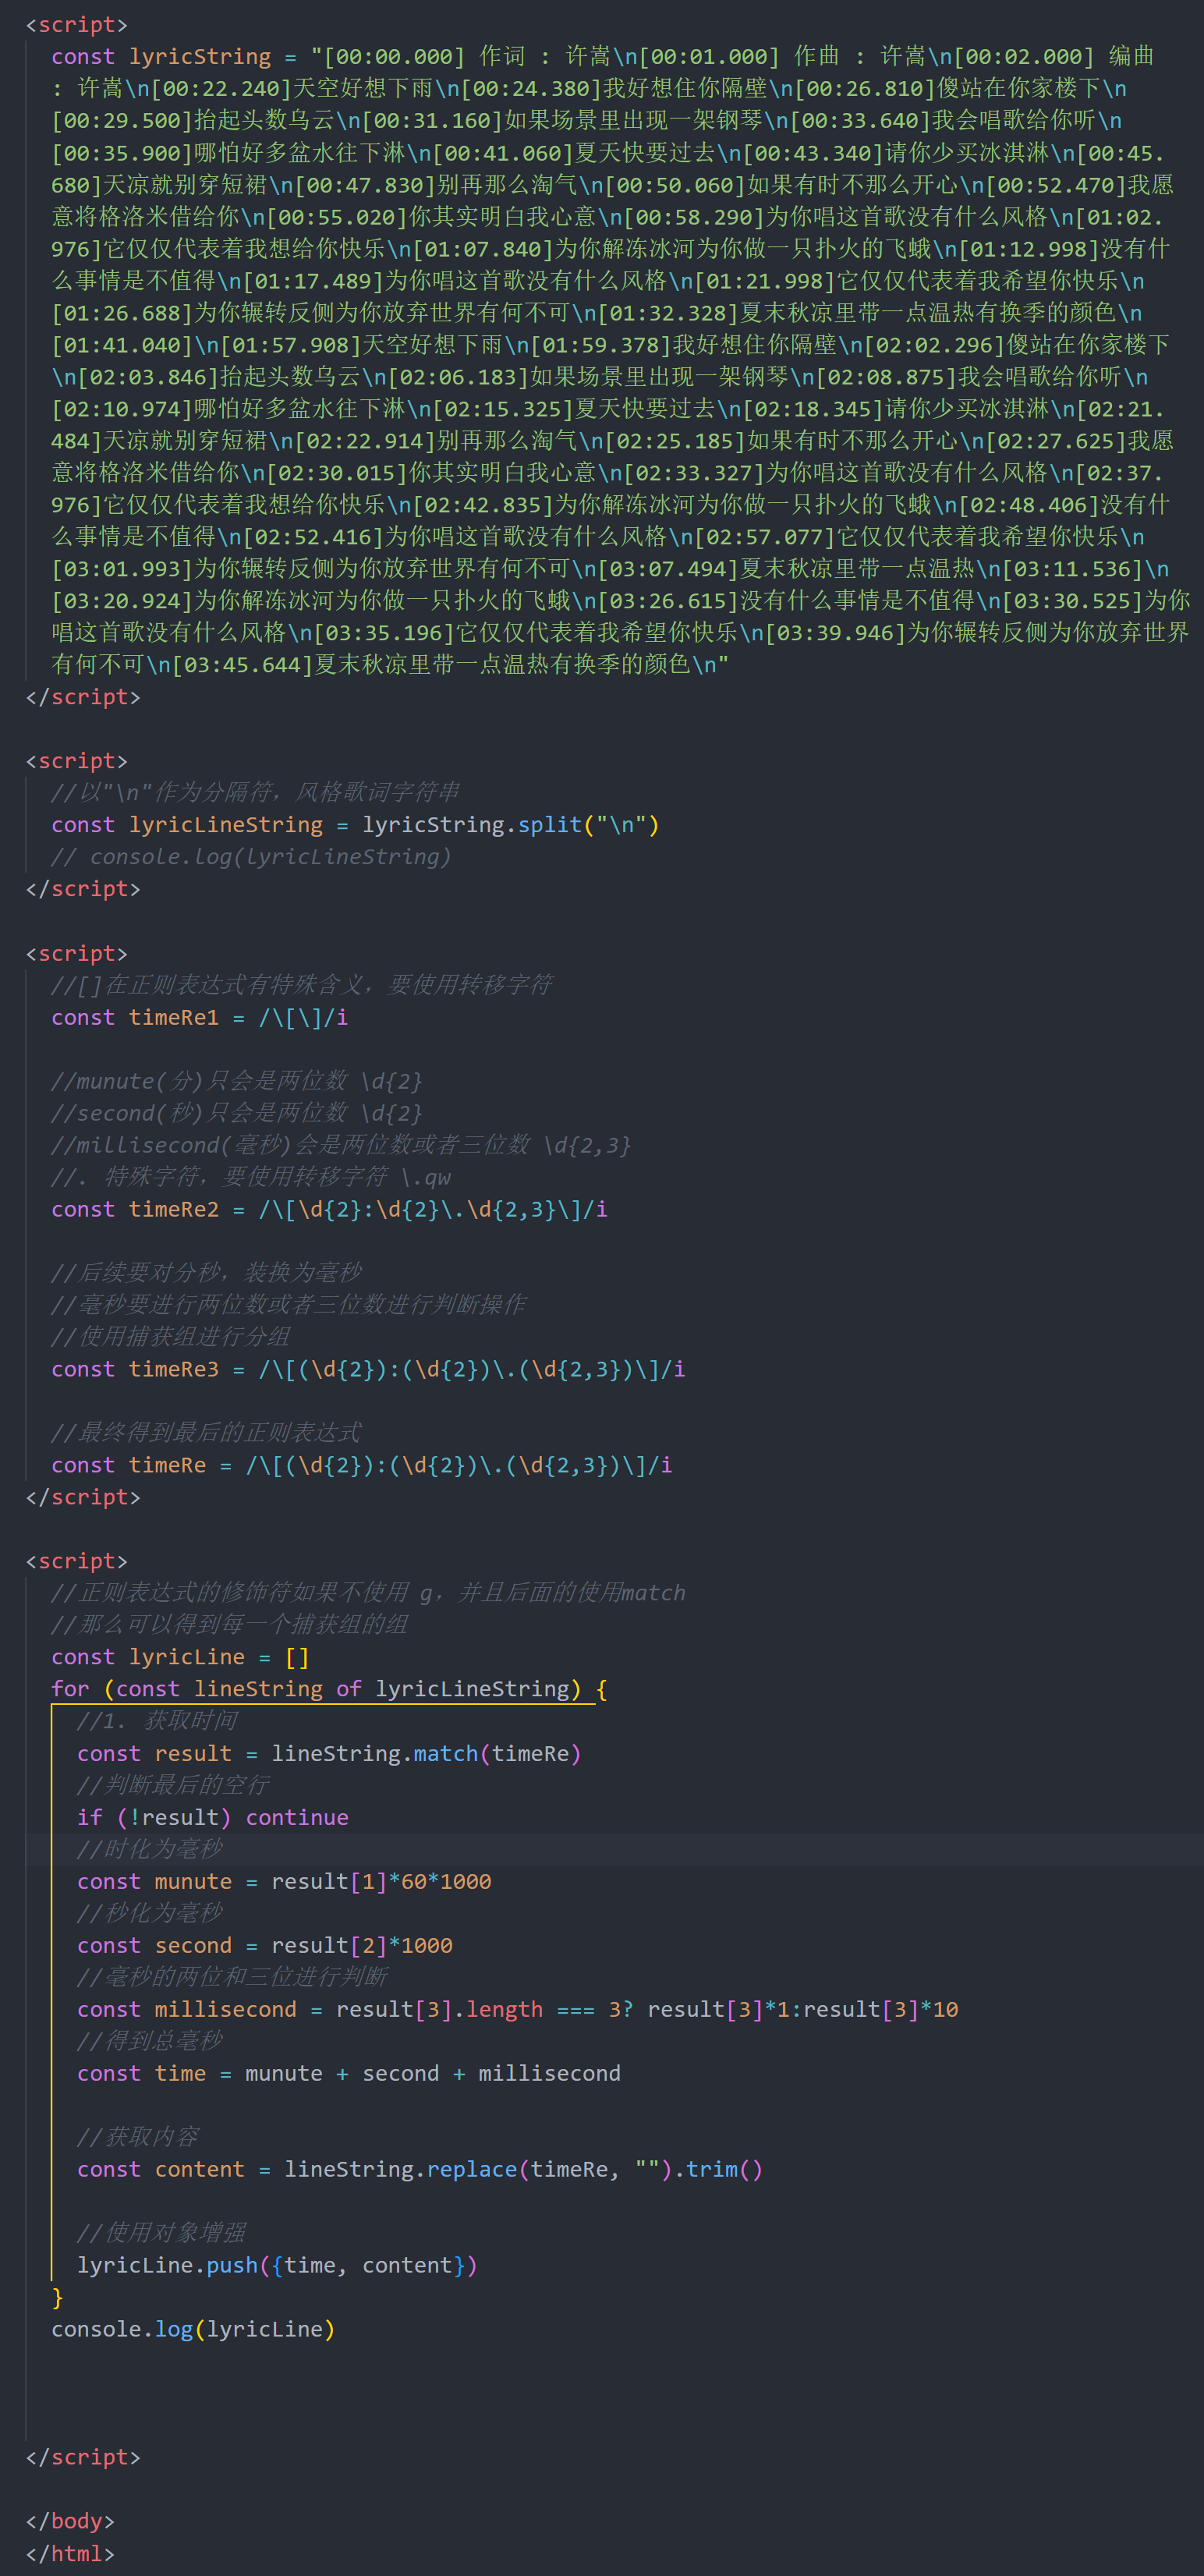 <script>
const lyricString = "[00:00.000] 作词 : 许嵩\n[00:01.000] 作曲 : 许嵩\n[00:02.000] 编曲
: 许嵩\n[00:22.240]天空好想下雨\n[00:24.380]我好想住你隔壁\n[00:26.810]傻站在你家楼下\n
[00:29.500]抬起头数乌云\n[00:31.160]如果场景里出现一架钢琴\n[00:33.640]我会唱歌给你听\n
[00:35.900]哪怕好多盆水往下淋\n[00:41.060]夏天快要过去\n[00:43.340]请你少买冰淇淋\n[00:45.
680]天凉就别穿短裙\n[00:47.830]别再那么淘气\n[00:50.060]如果有时不那么开心\n[00:52.470]我愿
意将格洛米借给你\n[00:55.020]你其实明白我心意\n[00:58.290]为你唱这首歌没有什么风格\n[01:02.
976]它仅仅代表着我想给你快乐\n[01:07.840]为你解冻冰河为你做一只扑火的飞蛾\n[01:12.998]没有什
么事情是不值得\n[01:17.489]为你唱这首歌没有什么风格\n[01:21.998]它仅仅代表着我希望你快乐\n
[01:26.688]为你辗转反侧为你放弃世界有何不可\n[01:32.328]夏末秋凉里带一点温热有换季的颜色\n
[01:41.040]\n[01:57.908]天空好想下雨\n[01:59.378]我好想住你隔壁\n[02:02.296]傻站在你家楼下
\n[02:03.846]抬起头数乌云\n[02:06.183]如果场景里出现一架钢琴\n[02:08.875]我会唱歌给你听\n
[02:10.974]哪怕好多盆水往下淋\n[02:15.325]夏天快要过去\n[02:18.345]请你少买冰淇淋\n[02:21.
484]天凉就别穿短裙\n[02:22.914]别再那么淘气\n[02:25.185]如果有时不那么开心\n[02:27.625]我愿
意将格洛米借给你\n[02:30.015]你其实明白我心意\n[02:33.327]为你唱这首歌没有什么风格\n[02:37.
976]它仅仅代表着我想给你快乐\n[02:42.835]为你解冻冰河为你做一只扑火的飞蛾\n[02:48.406]没有什
么事情是不值得\n[02:52.416]为你唱这首歌没有什么风格\n[02:57.077]它仅仅代表着我希望你快乐\n
[03:01.993]为你辗转反侧为你放弃世界有何不可\n[03:07.494]夏末秋凉里带一点温热\n[03:11.536]\n
[03:20.924]为你解冻冰河为你做一只扑火的飞蛾\n[03:26.615]没有什么事情是不值得\n[03:30.525]为你
唱这首歌没有什么风格\n[03:35.196]它仅仅代表着我希望你快乐\n[03:39.946]为你辗转反侧为你放弃世界
有何不可\n[03:45.644]夏末秋凉里带一点温热有换季的颜色\n"
</script>
<script>
//以"\n"作为分隔符，风格歌词字符串
const lyricLineString = lyricString.split("\n")
// console.log(lyricLineString)
</script>
<script>
//[]在正则表达式有特殊含义，要使用转移字符
const timeRe1 = /\[\]/i
//munute(分)只会是两位数 \d{2}
//second(秒)只会是两位数 \d{2}
//millisecond(毫秒)会是两位数或者三位数 \d{2,3}
//. 特殊字符，要使用转移字符 \.qw
const timeRe2 = /\[\d{2}:\d{2}\.\d{2,3}\]/i
//后续要对分秒，装换为毫秒
//毫秒要进行两位数或者三位数进行判断操作
//使用捕获组进行分组
const timeRe3 = /\[(\d{2}):(\d{2})\.(\d{2,3})\]/i
//最终得到最后的正则表达式
const timeRe = /\[(\d{2}):(\d{2})\.(\d{2,3})\]/i
</script>
<script>
//正则表达式的修饰符如果不使用 g，并且后面的使用match
//那么可以得到每一个捕获组的组
const lyricLine = []
for (const lineString of lyricLineString) {
//1. 获取时间
const result = lineString.match(timeRe)
//判断最后的空行
if (!result) continue
//时化为毫秒
const munute = result[1]*60*1000
//秒化为毫秒
const second = result[2]*1000
//毫秒的两位和三位进行判断
const millisecond = result[3].length === 3? result[3]*1:result[3]*10
//得到总毫秒
const time = munute + second + millisecond
//获取内容
const content = lineString.replace(timeRe, "").trim()
//使用对象增强
lyricLine.push({time, content})
}
console.log(lyricLine)
</script>
</body>
</html>